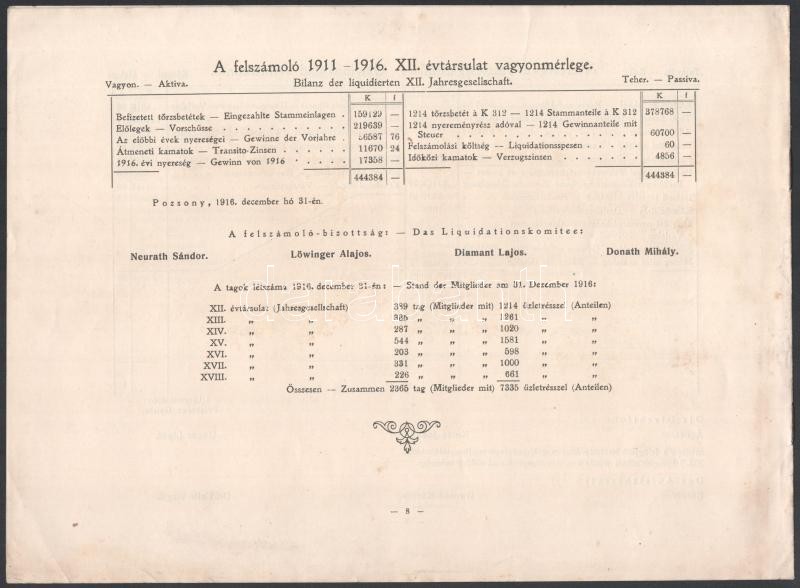 A felszámoló 1911 – 1916. XII. évtársulat vagyonmérlege.
Vagyon. — Aktiva. Bilanz der liquidierten XII. Jahresgesellschaft. Teher. — Passiva.
K f K f
Befizetett törzsbetétek — Eingezahlte Stammeinlagen . 159129 —
Előlegek — Vorschüsse . . . . . . . . . . 219639 —
Az előbbi évek nyereségei — Gewinne der Vorjahre . 36587 76
Átmeneti kamatok — Transito-Zinsen . . . . . . 11670 24
1916. évi nyereség — Gewinn von 1916 . . . . . 17358 —
444384 —
1214 törzsbetét à K 312 — 1214 Stammanteile à K 312 378768 —
1214 nyereményrész adóval — 1214 Gewinnanteile mit
Steuer . . . . . . . . . . . . . . . 60700 —
Felszámolási költség — Liquidationsspesen . . . . . 60 —
Időközi kamatok — Verzugszinsen . . . . . . . 4856 —
444384 —
Pozsony, 1916. december hó 31-én.
A felszámoló-bizottság: — Das Liquidationskomitee:
Neurath Sándor. Löwinger Alajos. Diamant Lajos. Donath Mihály.
A tagok létszáma 1916. december 31-én: — Stand der Mitglieder am 31. Dezember 1916:
XII. évtársulat (Jahresgesellschaft) 389 tag (Mitglieder mit) 1214 üzletrésszel (Anteilen)
XIII. „ „ 385 „ „ „ 1261 „ „
XIV. „ „ 287 „ „ „ 1020 „ „
XV. „ „ 544 „ „ „ 1581 „ „
XVI. „ „ 203 „ „ „ 598 „ „
XVII. „ „ 331 „ „ „ 1000 „ „
XVIII. „ „ 226 „ „ „ 661 „ „
Összesen — Zusammen 2365 tag (Mitglieder mit) 7335 üzletrésszel (Anteilen)
darabanth
— 8 —